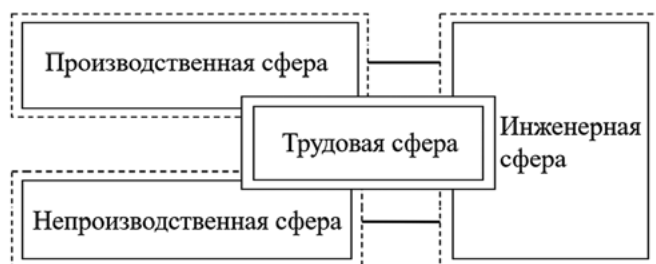 Производственная сфера
Трудовая сфера
Инженерная
сфера
Непроизводственная сфера